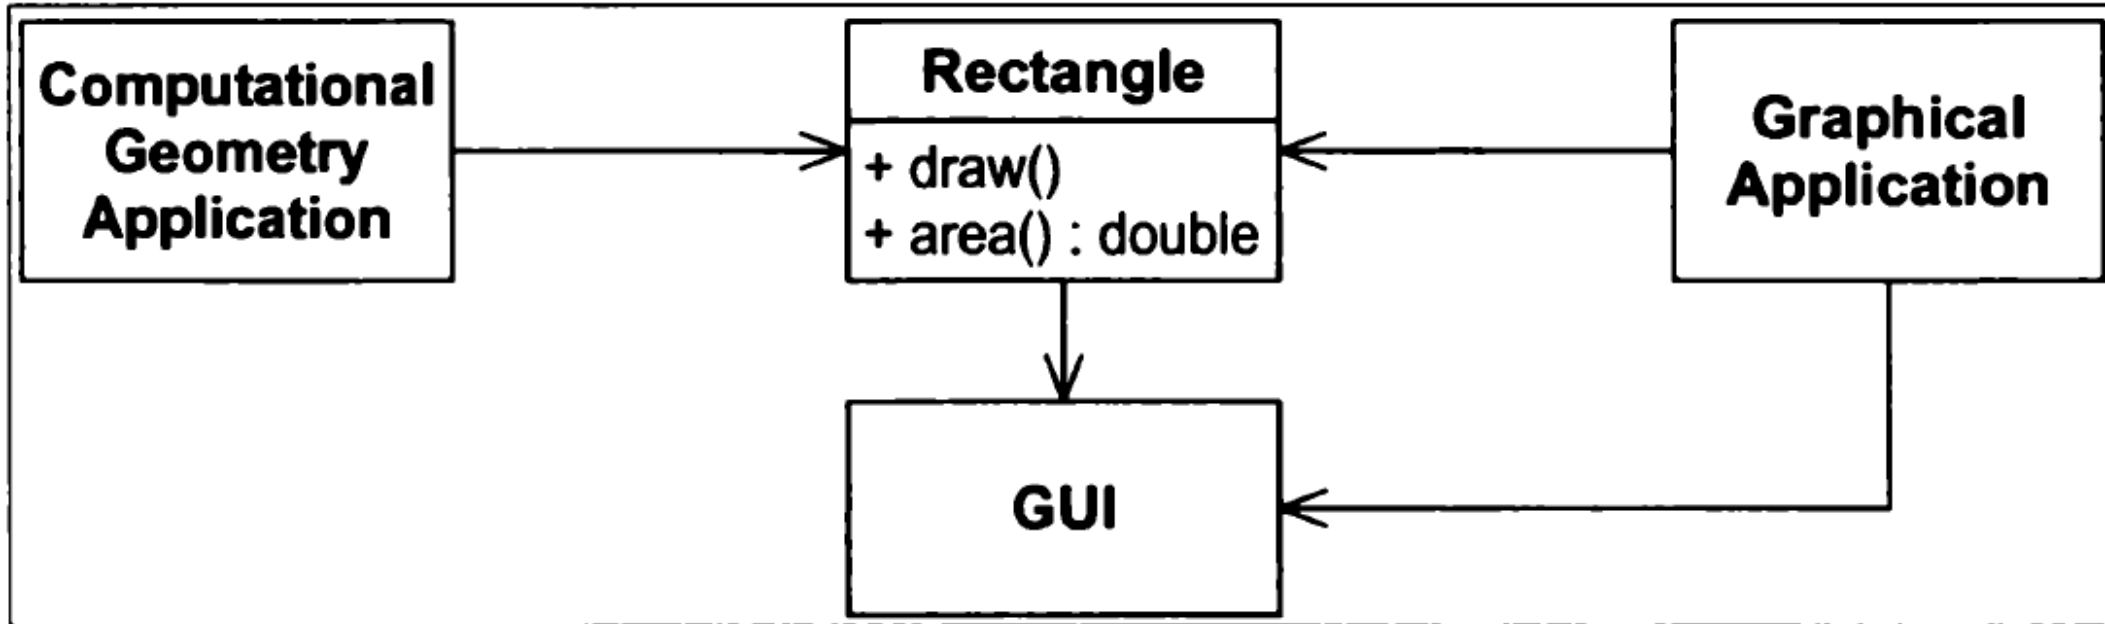 Computational
Geometry
Application
Rectangle
+ draw()
+ area() : double
Graphical
Application
GUI